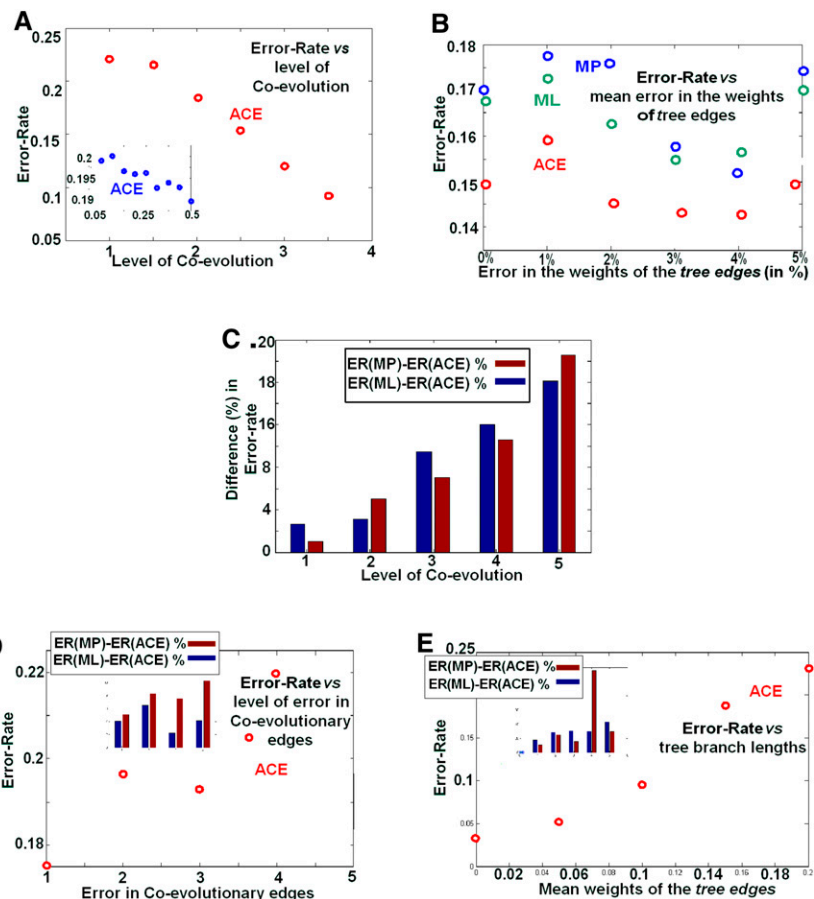 A
Error-Rate vs
level of
Co-evolution
ACE
Error-Rate
0.25
0.2
0.15
0.1
0.05
0.2
0.195
0.19
ACE
0.05
0.25
0.5
1
2
3
4
Level of Co-evolution
B
0.18
0.17
0.16
0.15
0.14
Error-Rate
MP
ML
ACE
Error-Rate vs
mean error in the weights
of tree edges
0%
1%
2%
3%
4%
5%
Error in the weights of the tree edges (in %)
C
20
18
16
8
4
0
Difference (%) in
Error-rate
ER(MP)-ER(ACE) %
ER(ML)-ER(ACE) %
1
2
3
4
5
Level of Co-evolution
ER(MP)-ER(ACE) %
ER(ML)-ER(ACE) %
0.22
0.2
0.18
Error-Rate
Error-Rate vs
level of error in
Co-evolutionary
edges
ACE
1
2
3
4
5
Error in Co-evolutionary edges
E
0.25
ER(MP)-ER(ACE) %
ER(ML)-ER(ACE) %
ACE
Error-Rate vs
tree branch lengths
Error-Rate
0.15
0.1
0.05
0
0
0.02
0.04
0.06
0.08
0.1
0.12
0.14
0.16
0.18
0.2
Mean weights of the tree edges